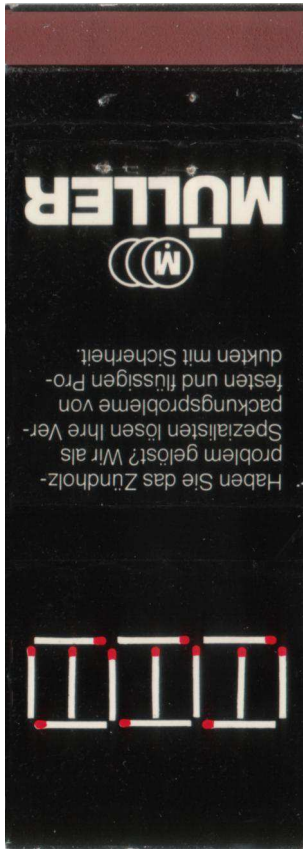 Haben Sie das Zündholz-
problem gelöst? Wir als
Spezialisten lösen Ihre Ver-
packungsprobleme von
festen und flüssigen Pro-
dukten mit Sicherheit.
M
MÜLLER